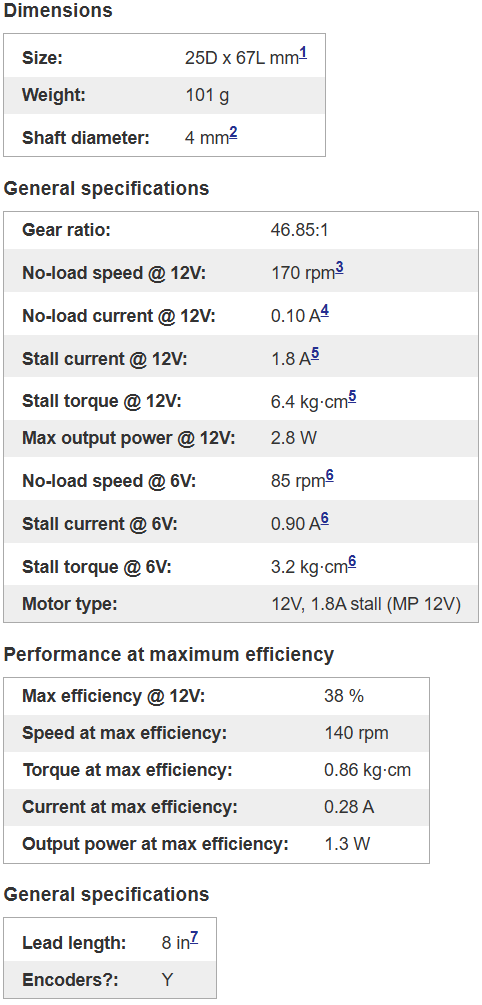 Dimensions
Size: 25D x 67L mm1
Weight: 101 g
Shaft diameter: 4 mm2
General specifications
Gear ratio: 46.85:1
No-load speed @ 12V: 170 rpm3
No-load current @ 12V: 0.10 A4
Stall current @ 12V: 1.8 A5
Stall torque @ 12V: 6.4 kg·cm5
Max output power @ 12V: 2.8 W
No-load speed @ 6V: 85 rpm6
Stall current @ 6V: 0.90 A6
Stall torque @ 6V: 3.2 kg·cm6
Motor type: 12V, 1.8A stall (MP 12V)
Performance at maximum efficiency
Max efficiency @ 12V: 38 %
Speed at max efficiency: 140 rpm
Torque at max efficiency: 0.86 kg·cm
Current at max efficiency: 0.28 A
Output power at max efficiency: 1.3 W
General specifications
Lead length: 8 in7
Encoders?: Y